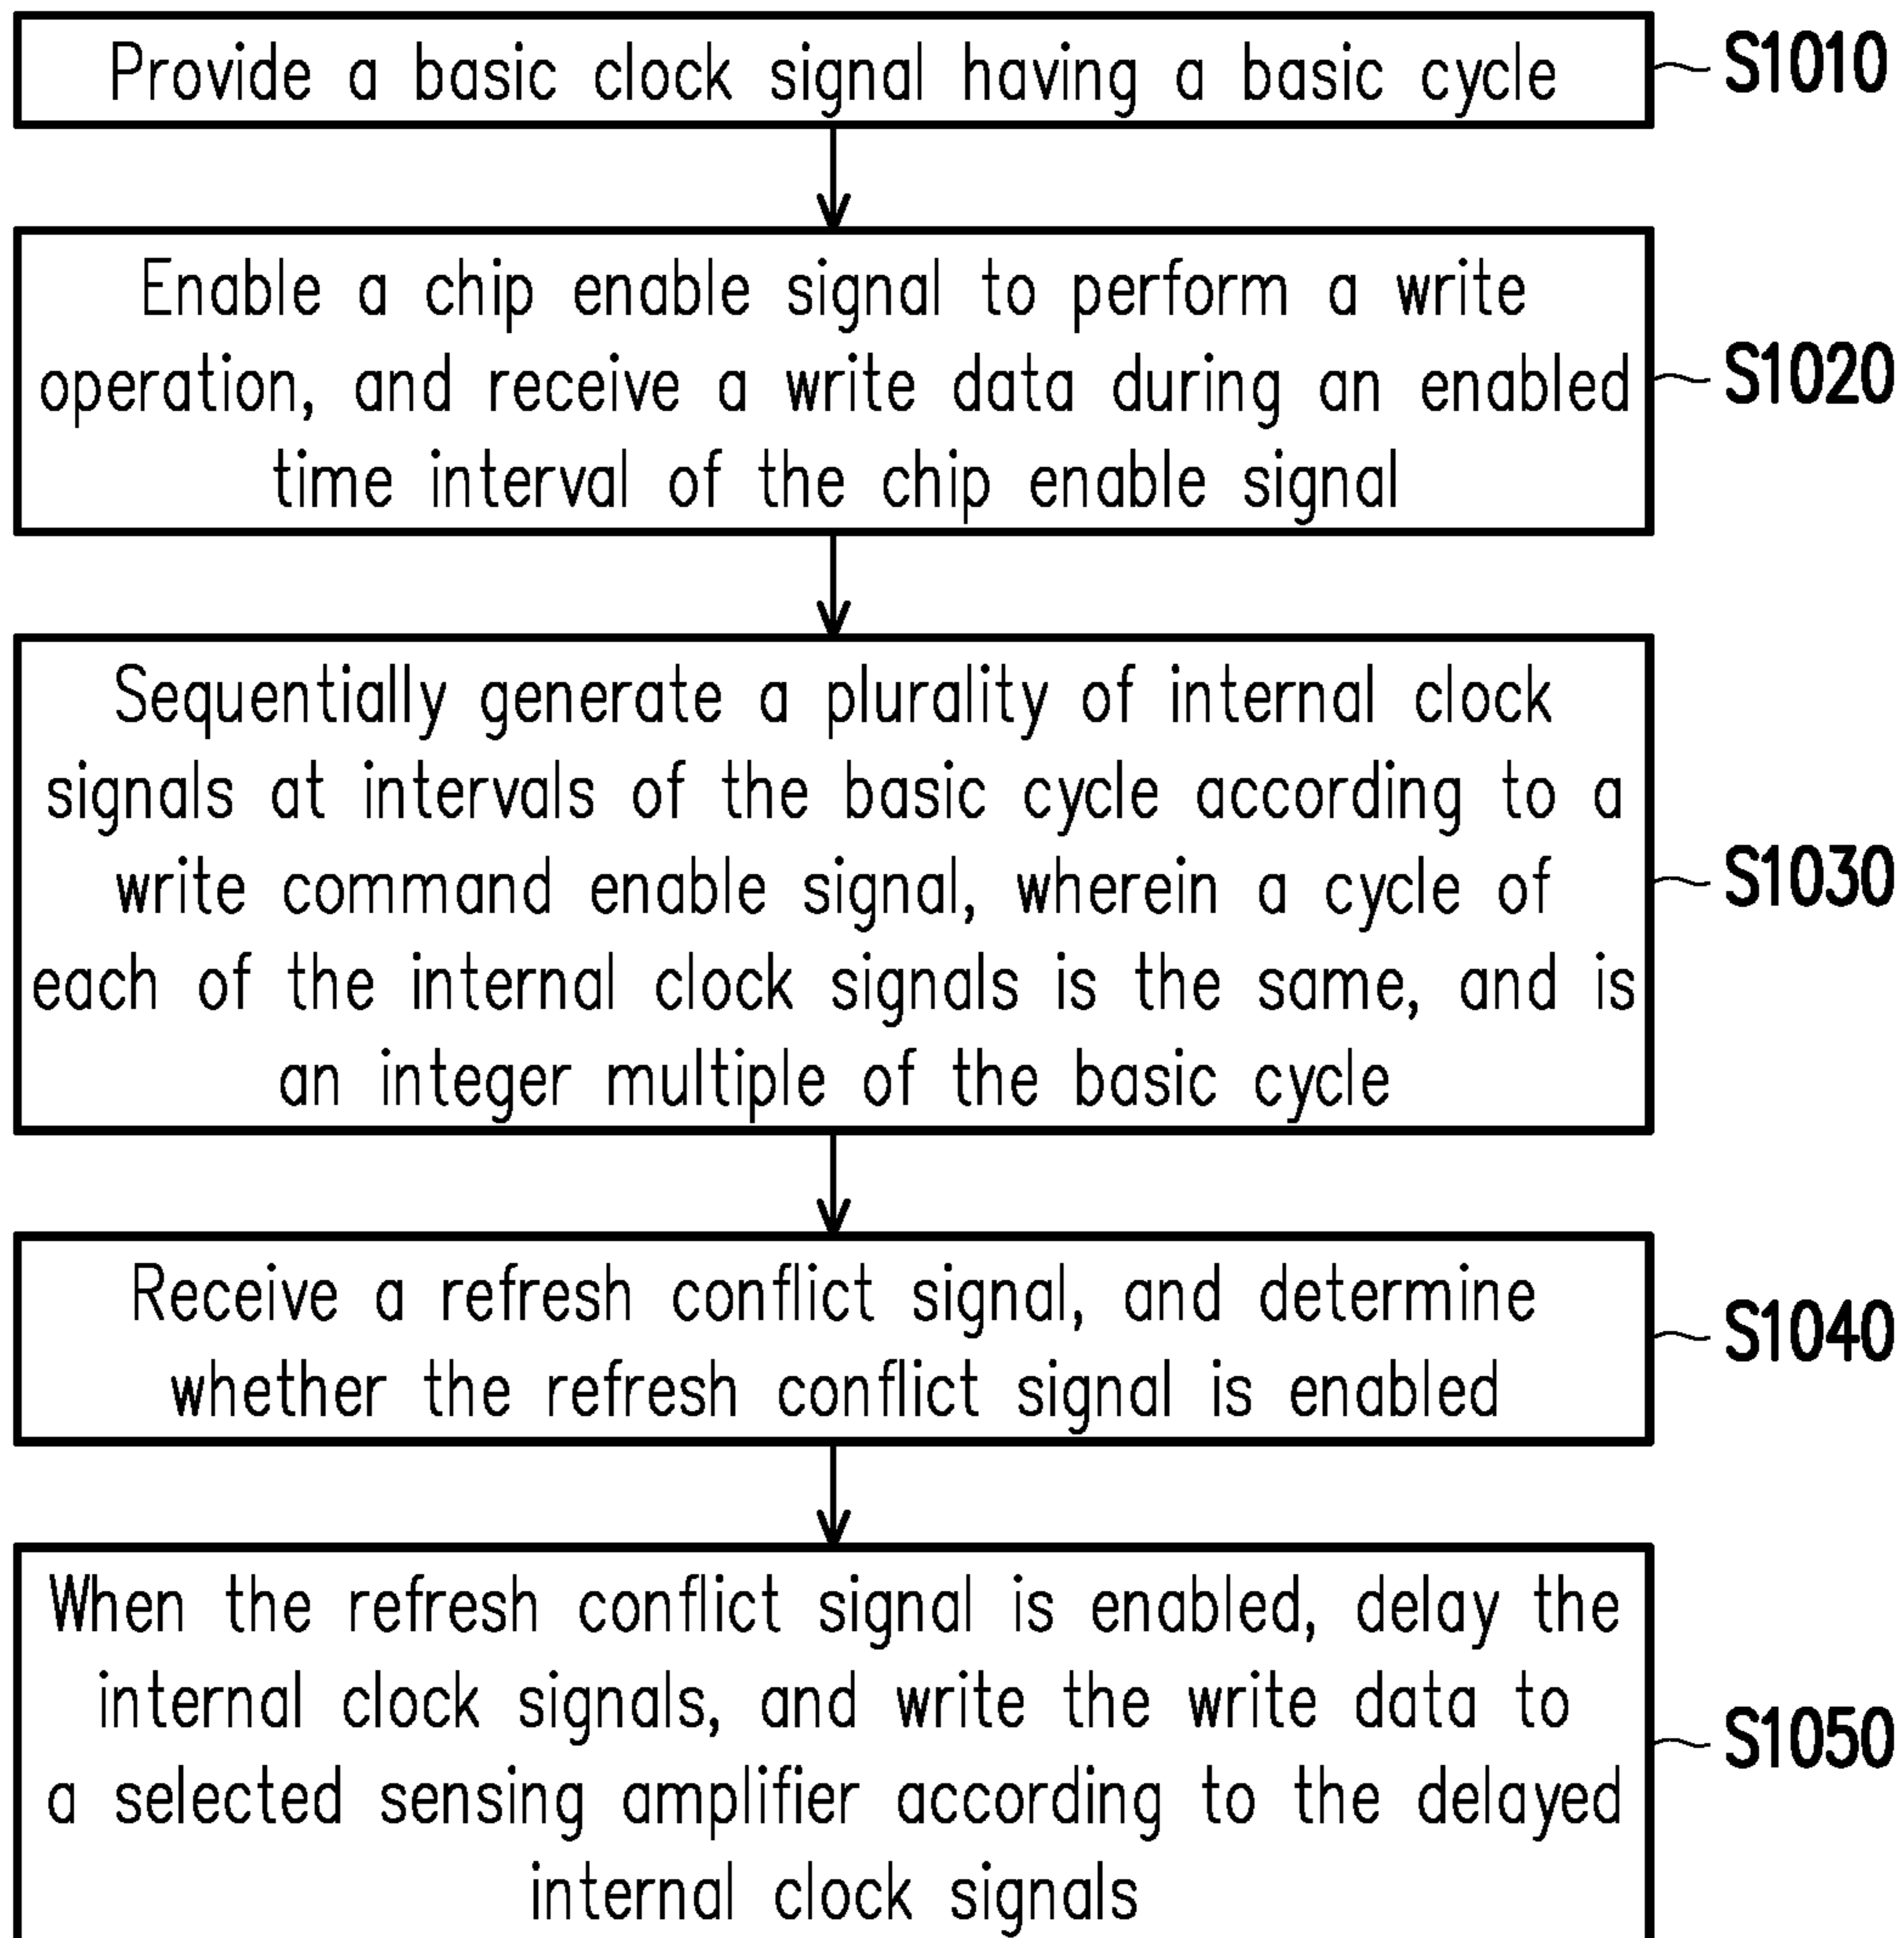 Provide a basic clock signal having a basic cycle
S1010
Enable a chip enable signal to perform a write
operation, and receive a write data during an enabled
time interval of the chip enable signal
S1020
Sequentially generate a plurality of internal clock
signals at intervals of the basic cycle according to a
write command enable signal, wherein a cycle of
each of the internal clock signals is the same, and is
an integer multiple of the basic cycle
S1030
Receive a refresh conflict signal, and determine
whether the refresh conflict signal is enabled
S1040
When the refresh conflict signal is enabled, delay the
internal clock signals, and write the write data to
a selected sensing amplifier according to the delayed
internal clock signals
S1050